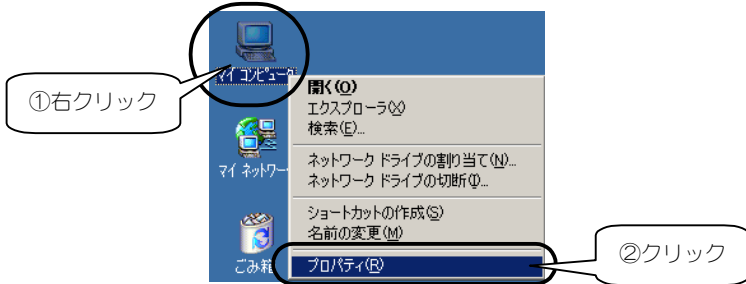 マイ コンピュータ
①右クリック
開く(O)
エクスプローラ(X)
検索(E)...
マイ ネットワー
ネットワーク ドライブの割り当て(N)...
ネットワーク ドライブの切断(I)...
ショートカットの作成(S)
名前の変更(M)
②クリック
ごみ箱
プロパティ(R)